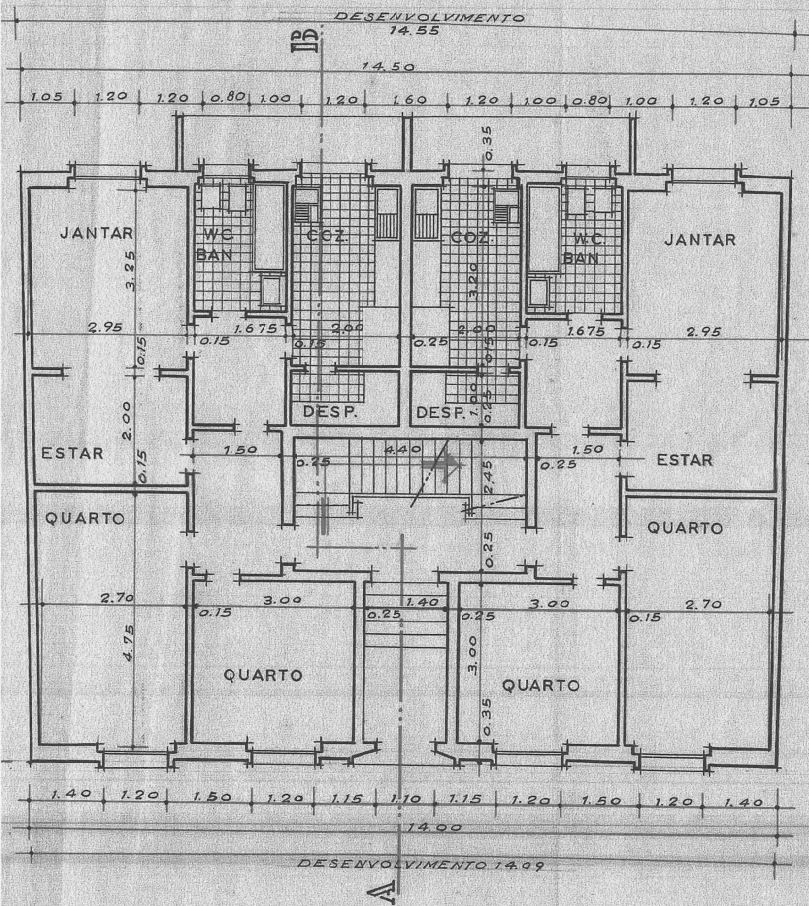 DESENVOLVIMENTO
14.55
B
14.50
1.05 1.20 1.20 0.80 1.00 1.20 1.60 1.20 1.00 0.80 1.00 1.20 1.05
0.35
JANTAR W.C. COZ. COZ. W.C. JANTAR
BAN BAN
3.25 3.20
2.95 1.675 2.00 2.00 1.675 2.95
0.15 0.15 0.15 0.25 0.50 0.15 0.15
DESP. DESP. 1.00
2.00 0.25
ESTAR 1.50 4.40 1.50 ESTAR
0.15 0.25 2.45 0.25
QUARTO QUARTO
0.25
2.70 3.00 1.40 3.00 2.70
0.15 0.25 0.25 0.15
4.75 3.00
QUARTO QUARTO
0.35
1.40 1.20 1.50 1.20 1.15 1.10 1.15 1.20 1.50 1.20 1.40
14.00
DESENVOLVIMENTO 14.09
A